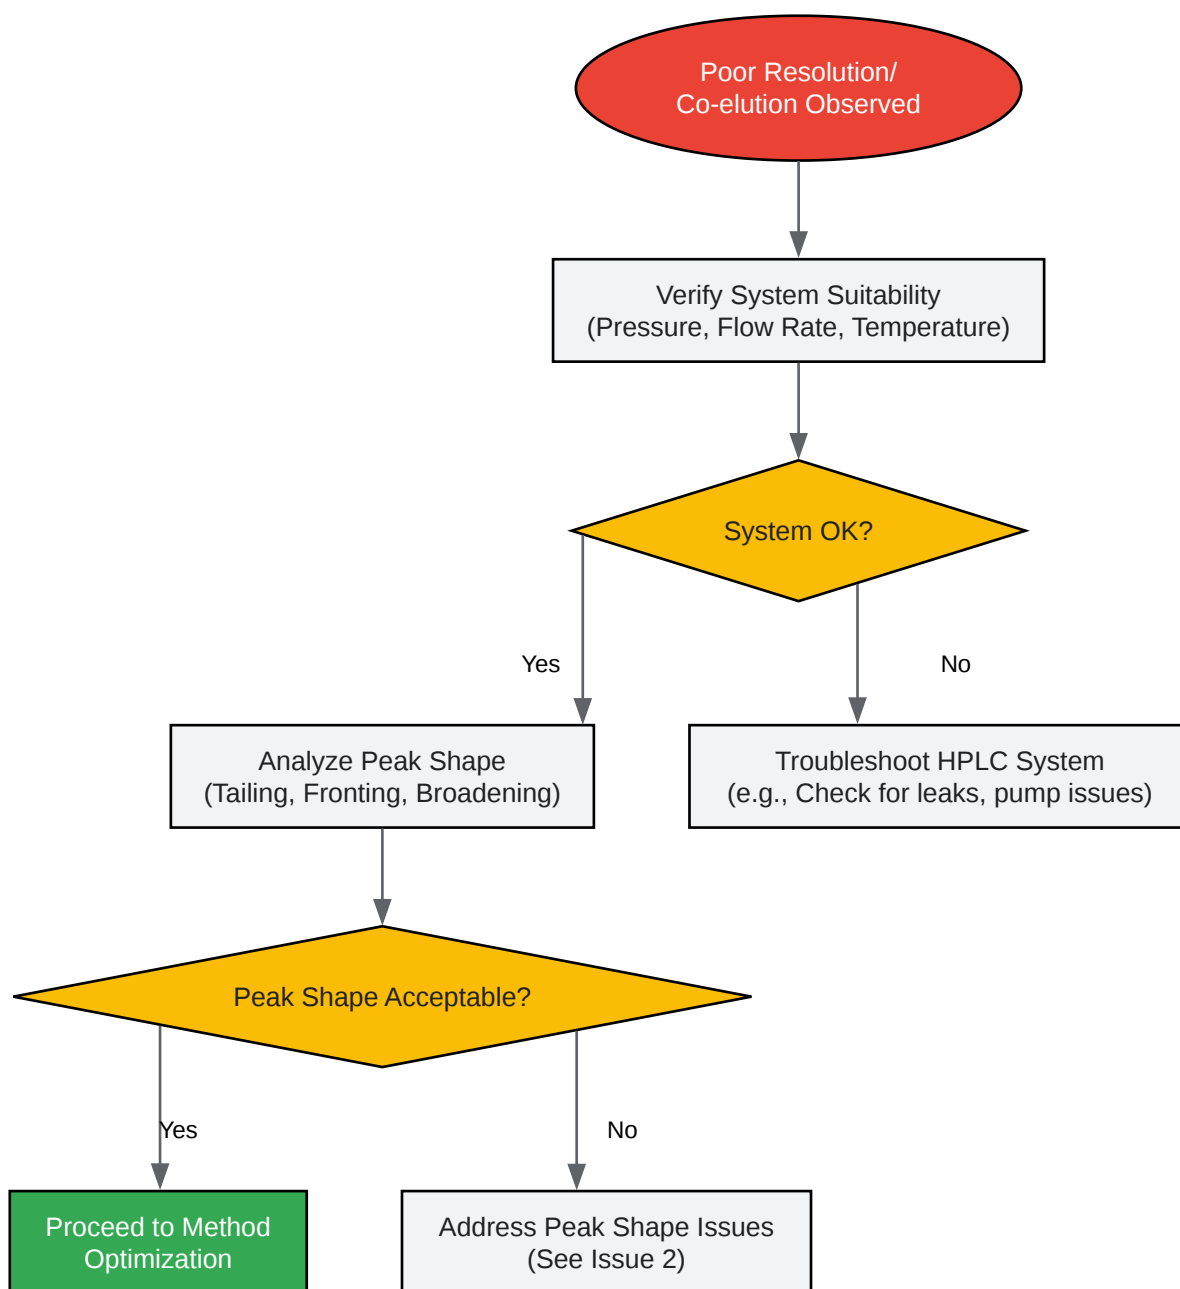 Poor Resolution/
Co-elution Observed
Verify System Suitability
(Pressure, Flow Rate, Temperature)
System OK?
Yes
No
Analyze Peak Shape
(Tailing, Fronting, Broadening)
Troubleshoot HPLC System
(e.g., Check for leaks, pump issues)
Peak Shape Acceptable?
Yes
No
Proceed to Method
Optimization
Address Peak Shape Issues
(See Issue 2)